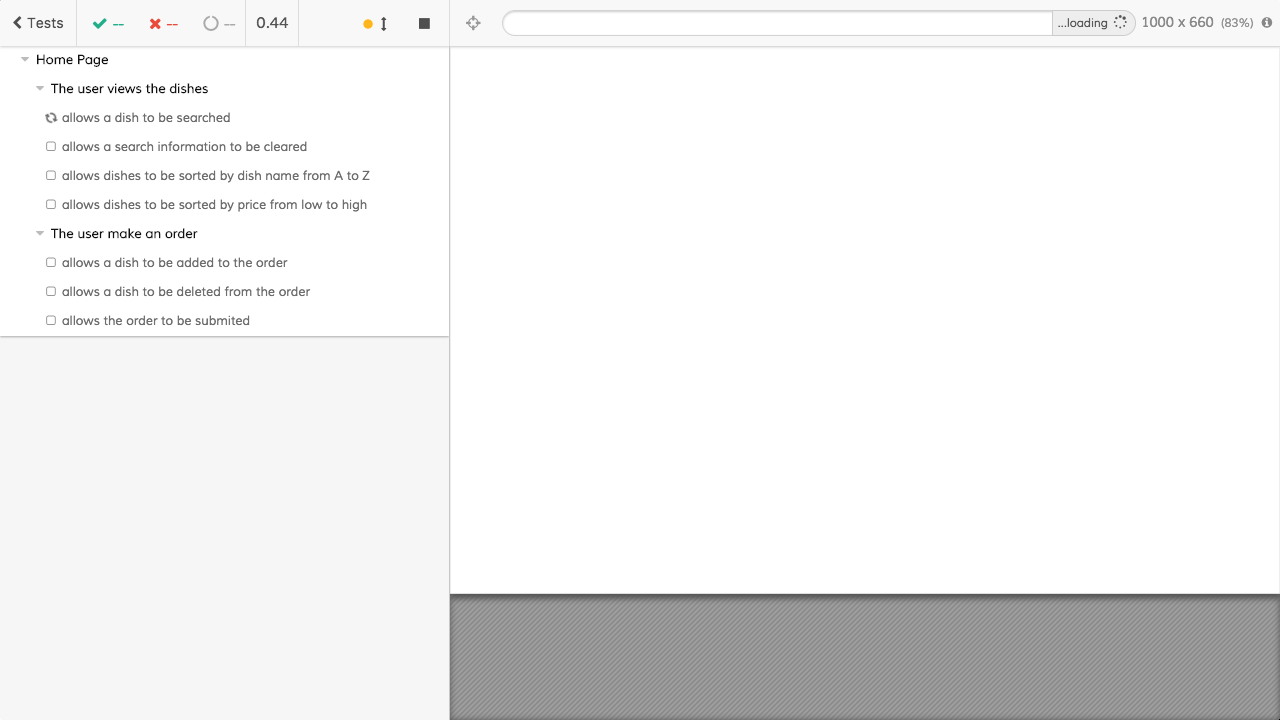 Tests -- -- -- 0.44 ...loading 1000 x 660 (83%)
Home Page
The user views the dishes
allows a dish to be searched
allows a search information to be cleared
allows dishes to be sorted by dish name from A to Z
allows dishes to be sorted by price from low to high
The user make an order
allows a dish to be added to the order
allows a dish to be deleted from the order
allows the order to be submited